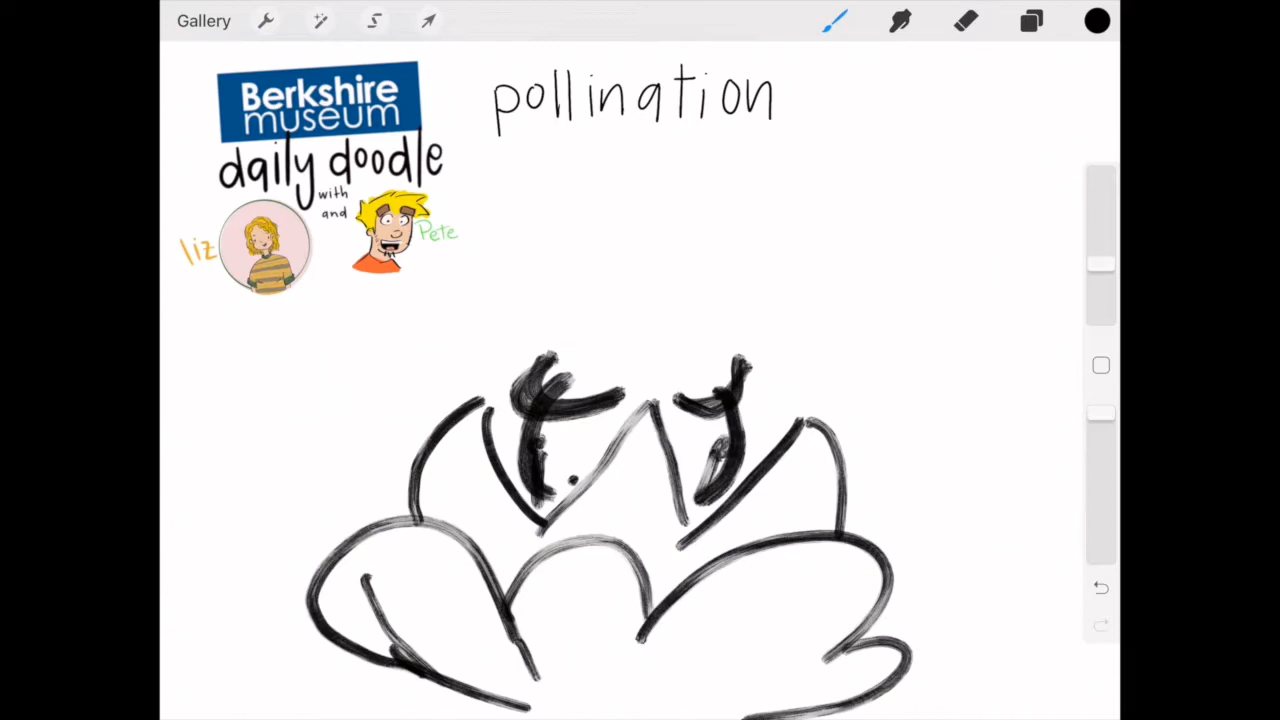 Gallery
Berkshire
museum
pollination
daily doodle
with
and
liz
Pete